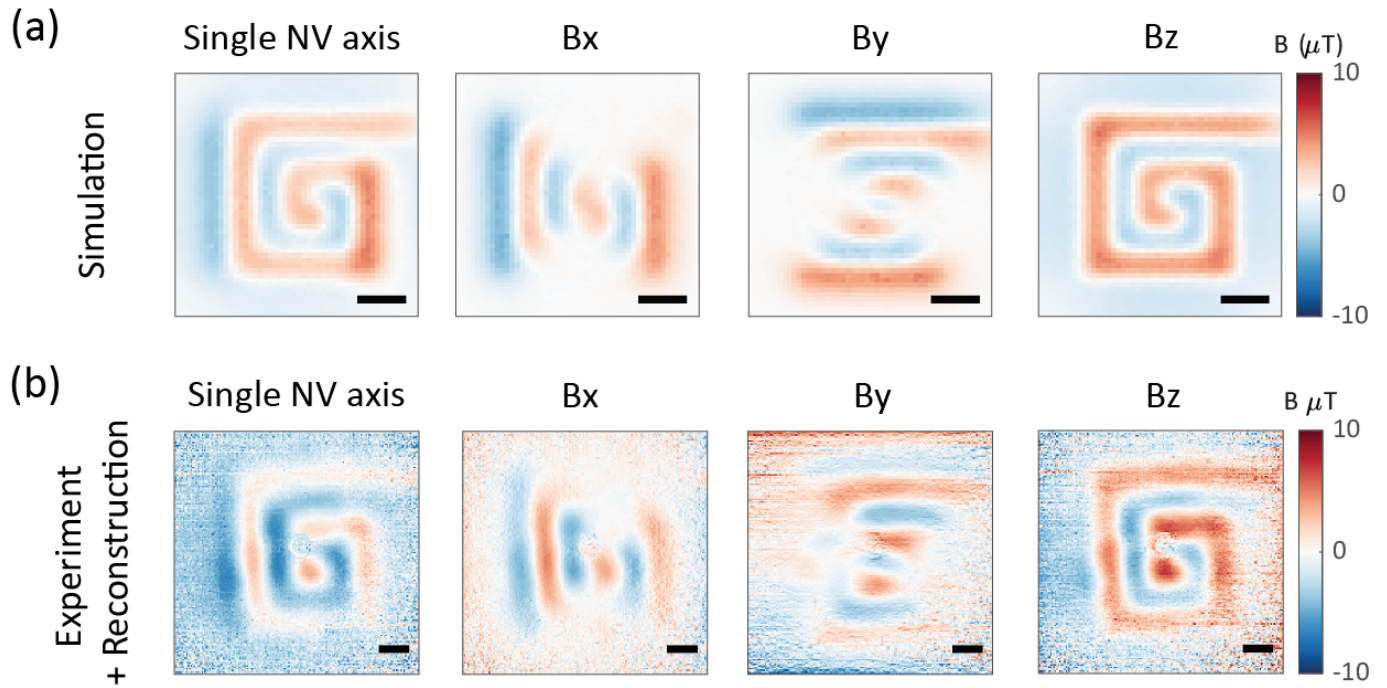 (a)
Single NV axis Bx By Bz B (μT)
Simulation
10
0
-10
(b)
Single NV axis Bx By Bz B μT
Experiment
+ Reconstruction
10
0
-10